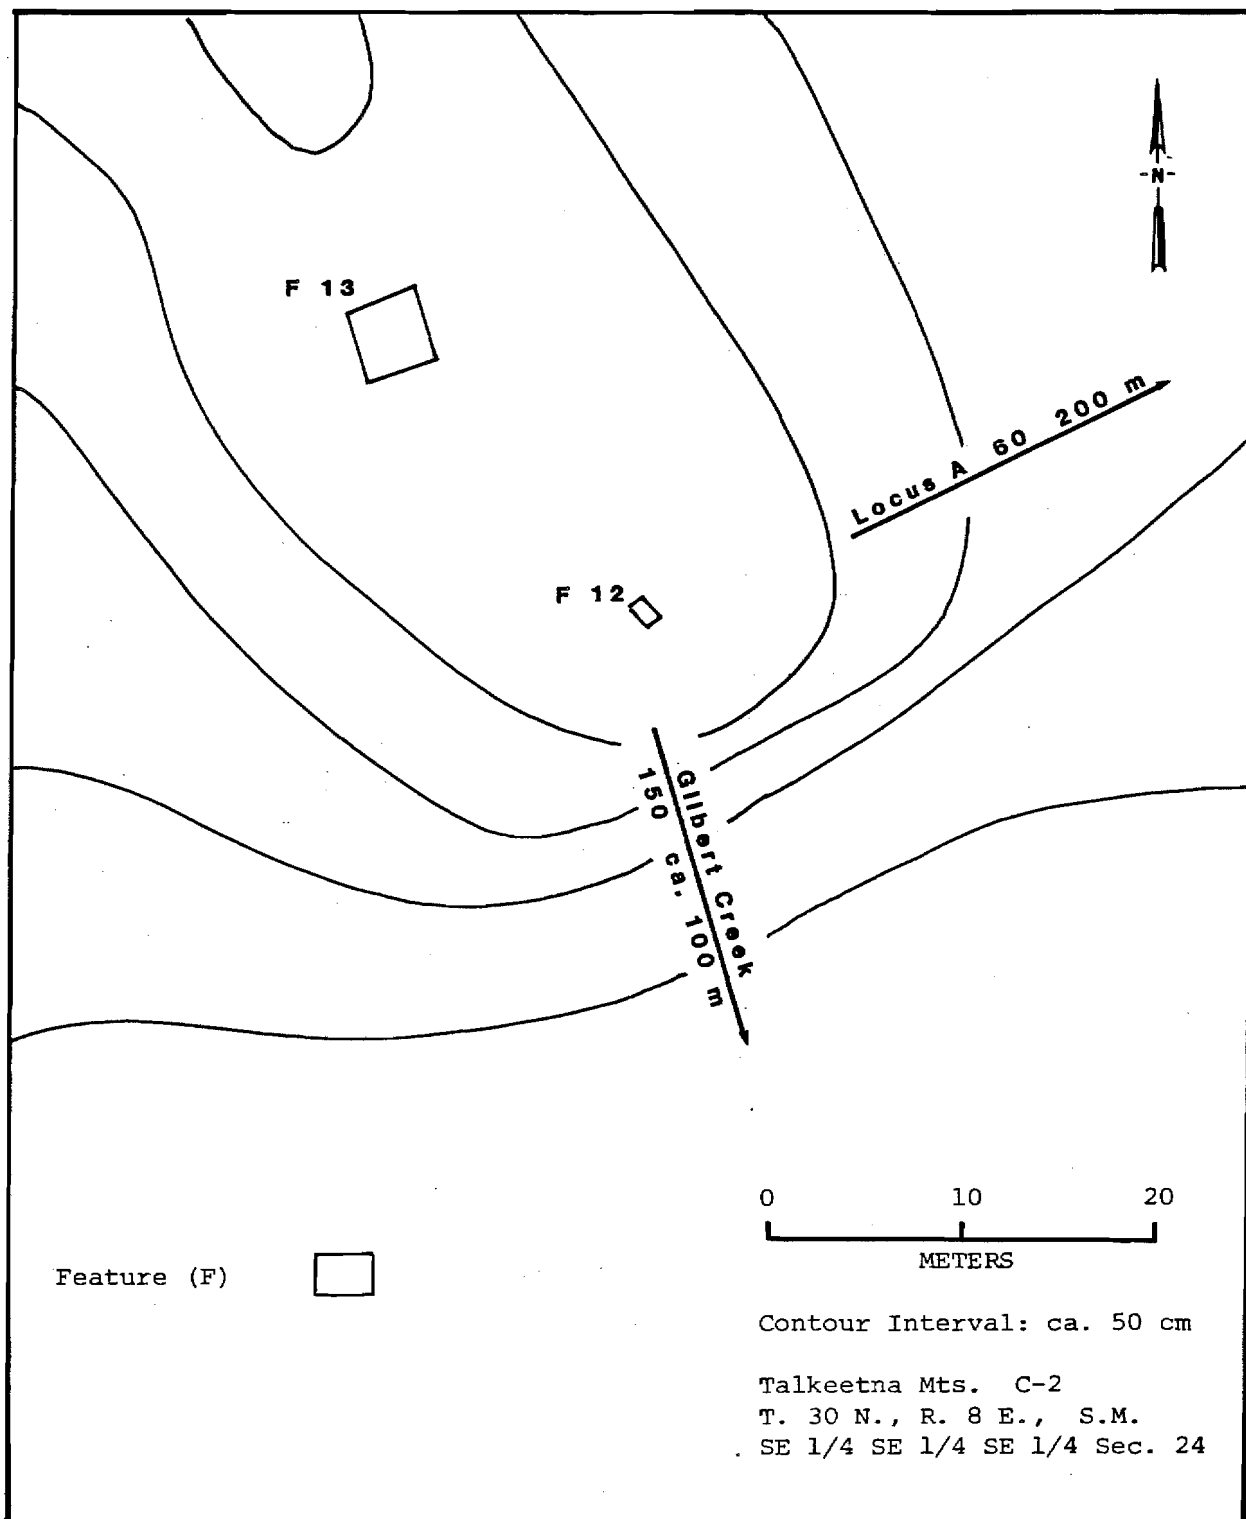 -N-
F 13
Locus A 60 200 m
F 12
Gilbert Creek
150 ca. 100 m
0 10 20
METERS
Feature (F)
Contour Interval: ca. 50 cm
Talkeetna Mts. C-2
T. 30 N., R. 8 E., S.M.
SE 1/4 SE 1/4 SE 1/4 Sec. 24